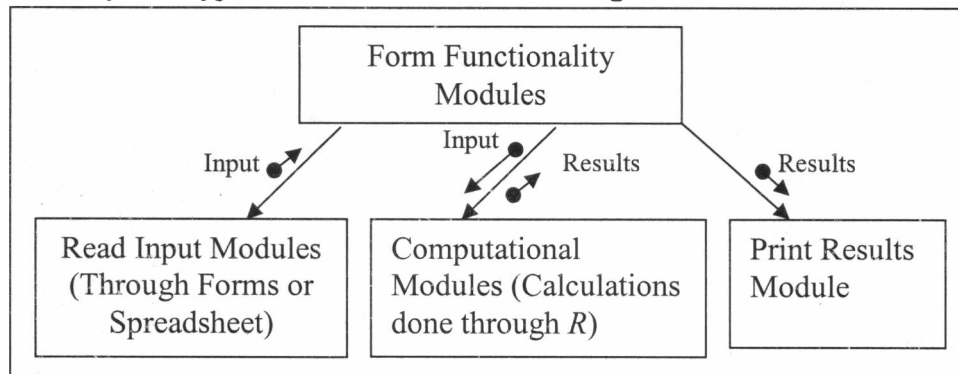 Form Functionality
Modules
Input
Input
Results
Results
Read Input Modules
(Through Forms or
Spreadsheet)
Computational
Modules (Calculations
done through R)
Print Results
Module